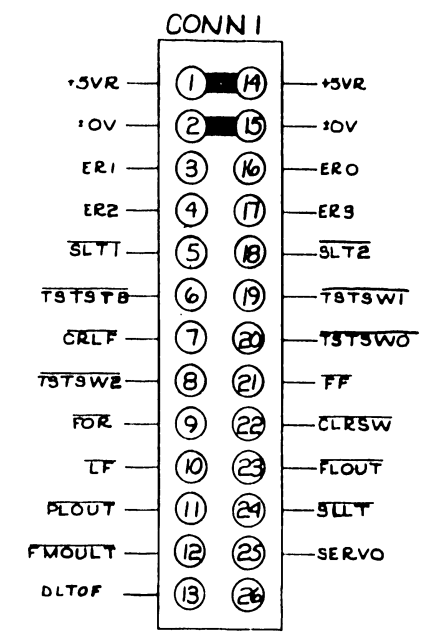 CONN1
+5VR 1 14 +5VR
±0V 2 15 ±0V
ER1 3 16 ER0
ER2 4 17 ER3
SLT1 5 18 SLT2
TSTSTB 6 19 TSTSW1
CRLF 7 20 TSTSW0
TSTSW2 8 21 FF
FOR 9 22 CLRSW
LF 10 23 FLOUT
PLOUT 11 24 SLLT
FMOULT 12 25 SERVO
DLTOF 13 26